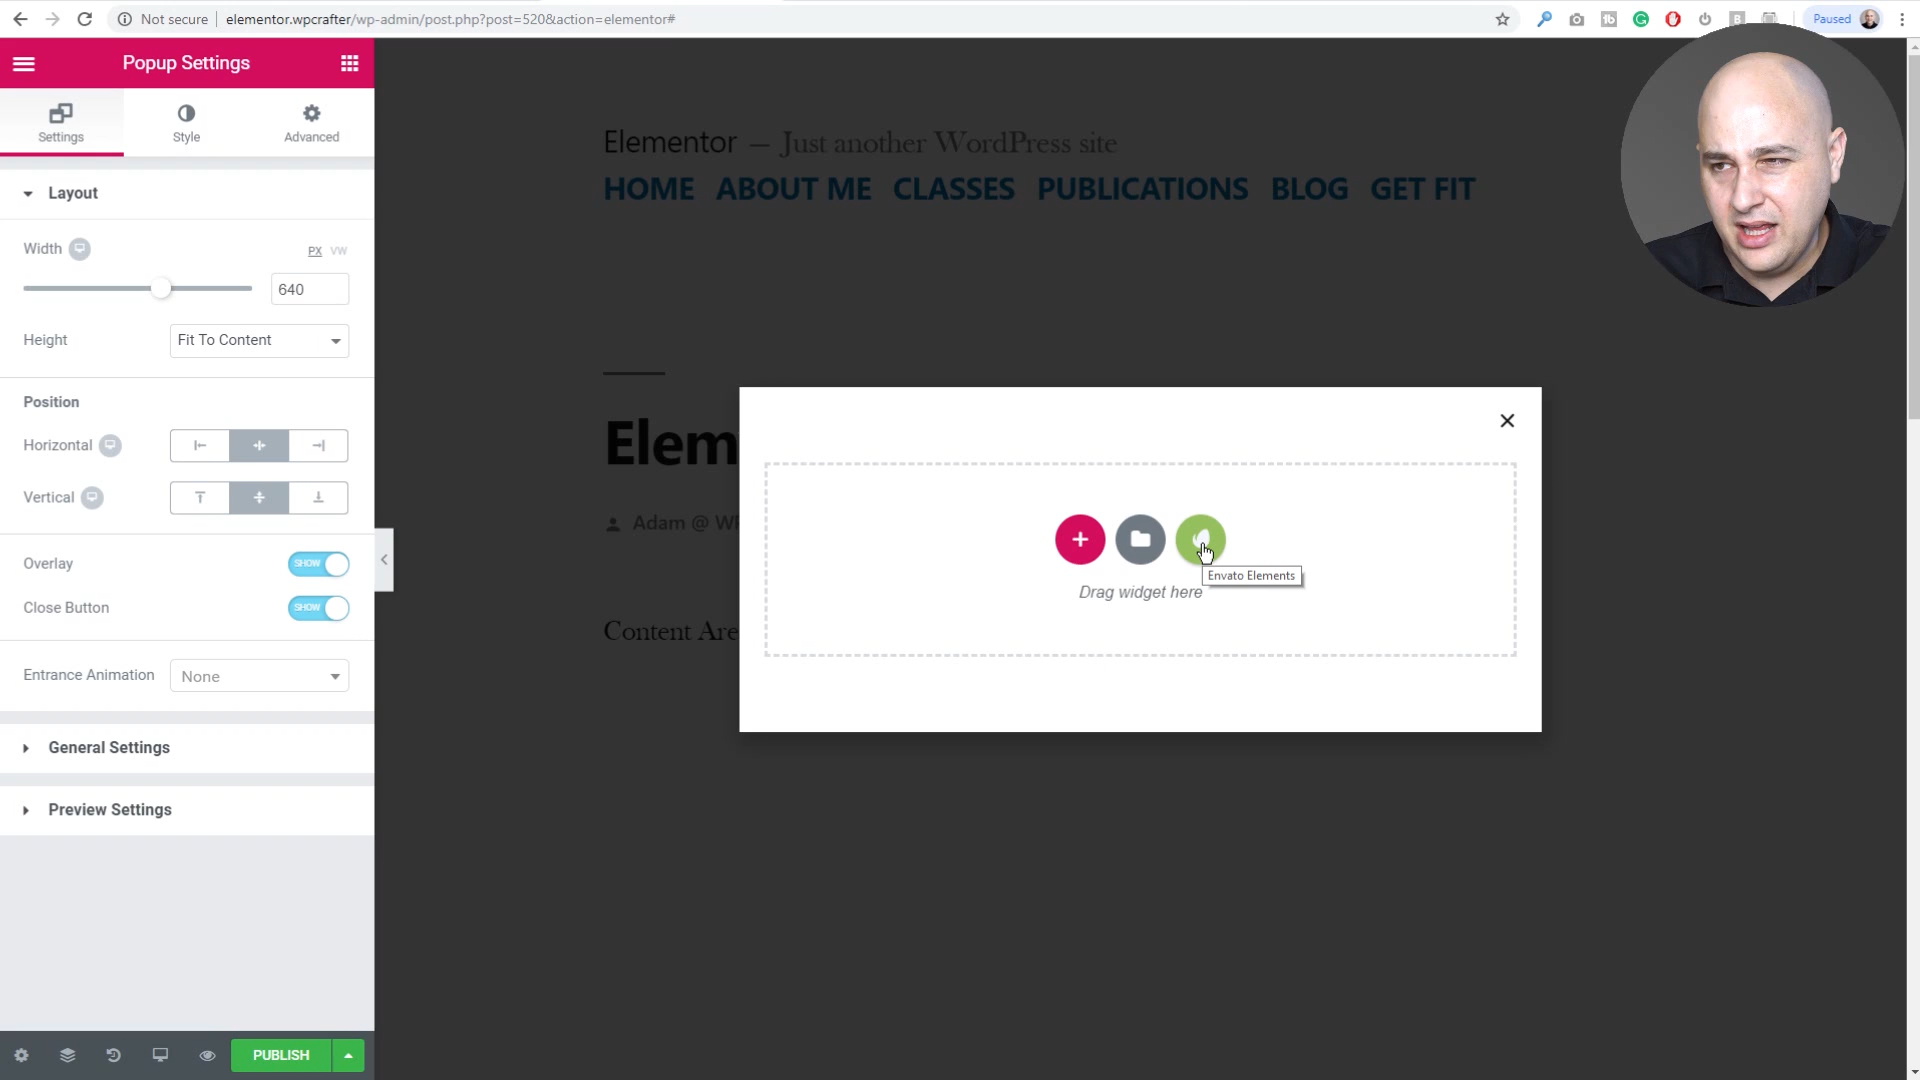 Not secure
elementor.wpcrafter/wp-admin/post.php?post=520&action=elementor#
Paused
Popup Settings
Settings
Style
Advanced
Layout
Width
PX VW
640
Height
Fit To Content
Position
Horizontal
Vertical
Overlay
SHOW
Close Button
SHOW
Entrance Animation
None
General Settings
Preview Settings
PUBLISH
Elementor — Just another WordPress site
HOME ABOUT ME CLASSES PUBLICATIONS BLOG GET FIT
Elem
Adam @ W
Content Are
Envato Elements
Drag widget here